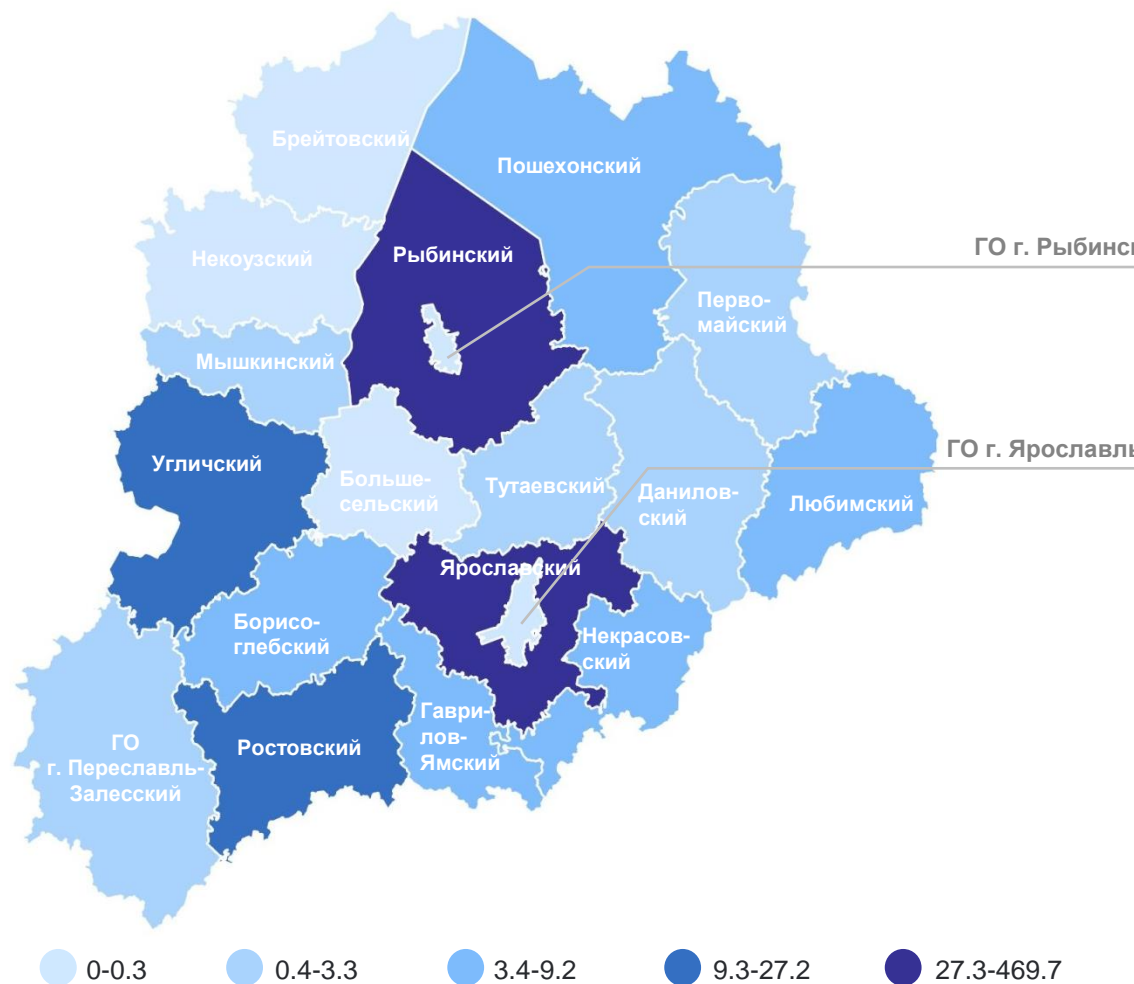 Брейтовский
Пошехонский
ГО г. Рыбинск
Некоузский
Рыбинский
Перво-
майский
Мышкинский
ГО г. Ярославль
Угличский
Больше-
сельский
Тутаевский
Данилов-
ский
Любимский
Ярославский
Борисо-
глебский
Некрасов-
ский
Гаври-
лов-
Ямский
Ростовский
ГО
г. Переславль-
Залесский
0-0.3
0.4-3.3
3.4-9.2
9.3-27.2
27.3-469.7